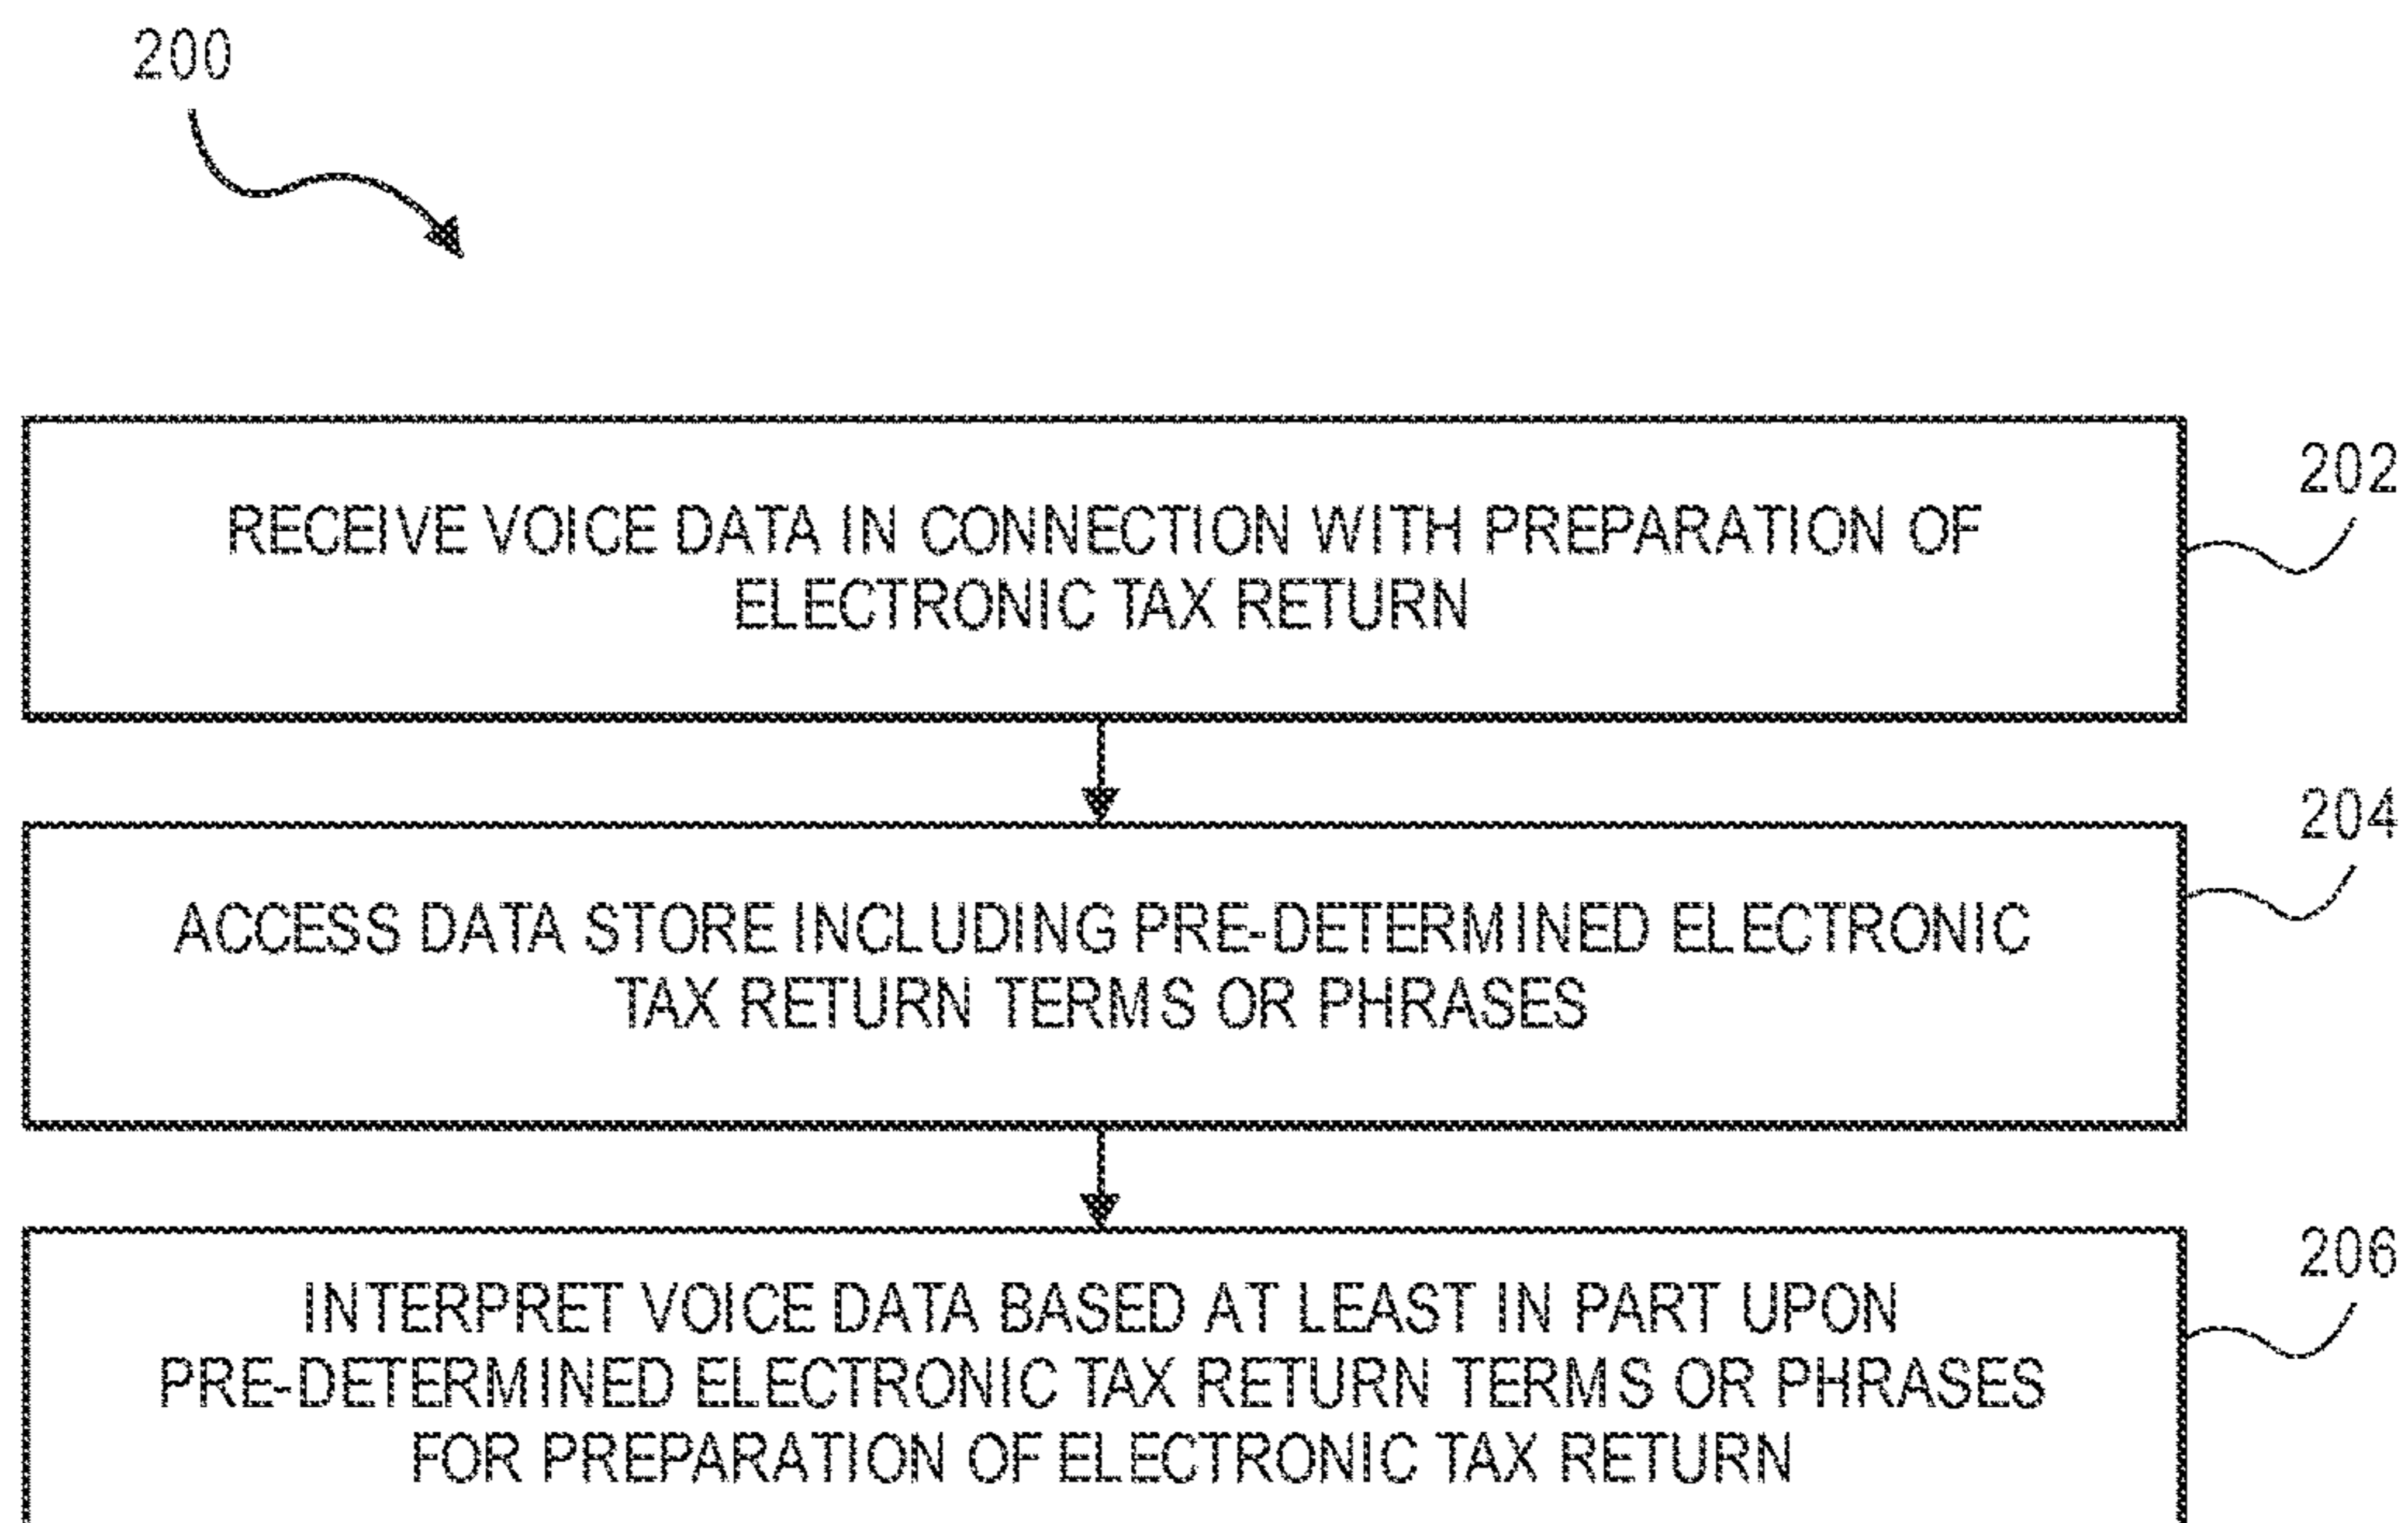 200
202
RECEIVE VOICE DATA IN CONNECTION WITH PREPARATION OF
ELECTRONIC TAX RETURN
204
ACCESS DATA STORE INCLUDING PRE-DETERMINED ELECTRONIC
TAX RETURN TERMS OR PHRASES
206
INTERPRET VOICE DATA BASED AT LEAST IN PART UPON
PRE-DETERMINED ELECTRONIC TAX RETURN TERMS OR PHRASES
FOR PREPARATION OF ELECTRONIC TAX RETURN